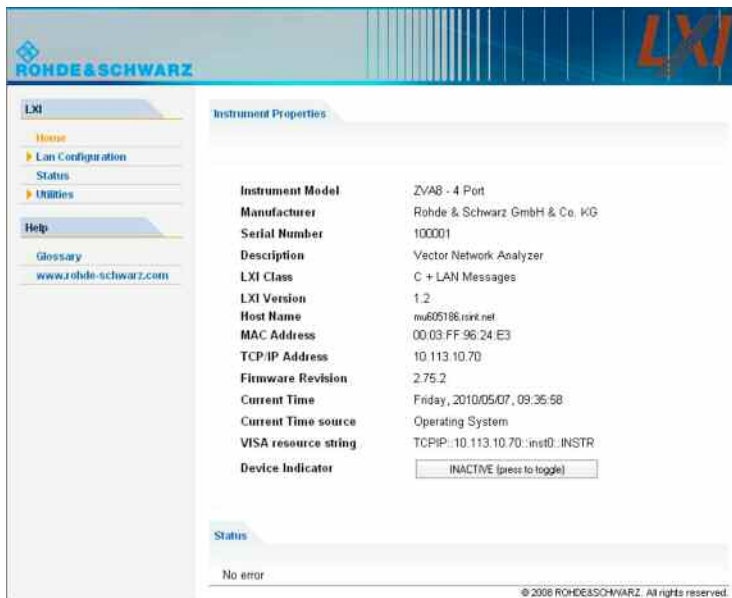 ROHDE&SCHWARZ
LXI
LXI
Home
Lan Configuration
Status
Utilities
Help
Glossary
www.rohde-schwarz.com
Instrument Properties
Instrument Model ZVA8 - 4 Port
Manufacturer Rohde & Schwarz GmbH & Co. KG
Serial Number 100001
Description Vector Network Analyzer
LXI Class C + LAN Messages
LXI Version 1.2
Host Name mu605186.rsint.net
MAC Address 00:03:FF:96:24:E3
TCP/IP Address 10.113.10.70
Firmware Revision 2.75.2
Current Time Friday, 2010/05/07, 09:35:58
Current Time source Operating System
VISA resource string TCPIP::10.113.10.70::inst0::INSTR
Device Indicator INACTIVE (press to toggle)
Status
No error
© 2008 ROHDE&SCHWARZ. All rights reserved.